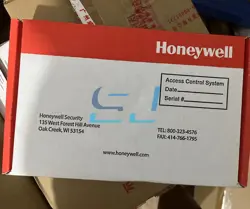 Honeywell
Access Control System
Date
Serial #
Honeywell Security
135 West Forest Hill Avenue
Oak Creek, WI 53154
TEL: 800-323-4576
FAX: 414-766-1795
www.honeywell.com